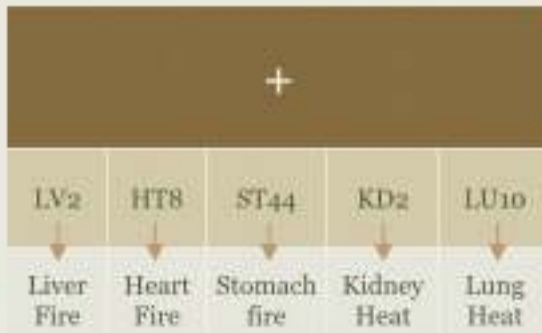 +
LV2 HT8 ST44 KD2 LU10
Liver Heart Stomach Kidney Lung
Fire Fire fire Heat Heat